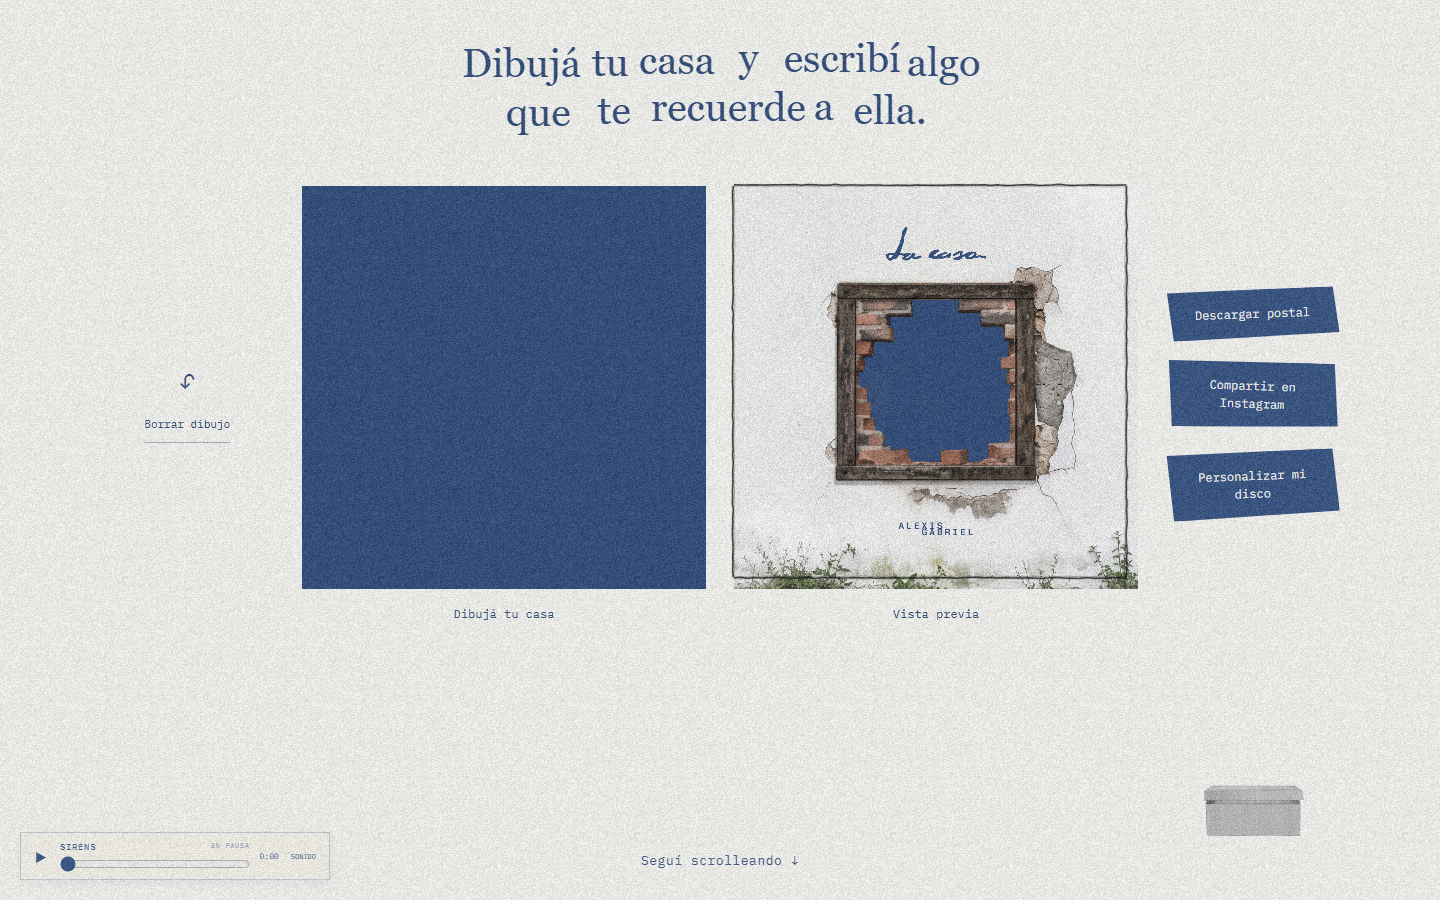 Dibujá tu casa y escribí algo
que te recuerde a ella.
La casa
Descargar postal
Compartir en
Instagram
Borrar dibujo
Personalizar mi
disco
ALEXIS
GABRIEL
Dibujá tu casa
Vista previa
SIRENS
EN PAUSA
0:00
SONIDO
Seguí scrolleando ↓